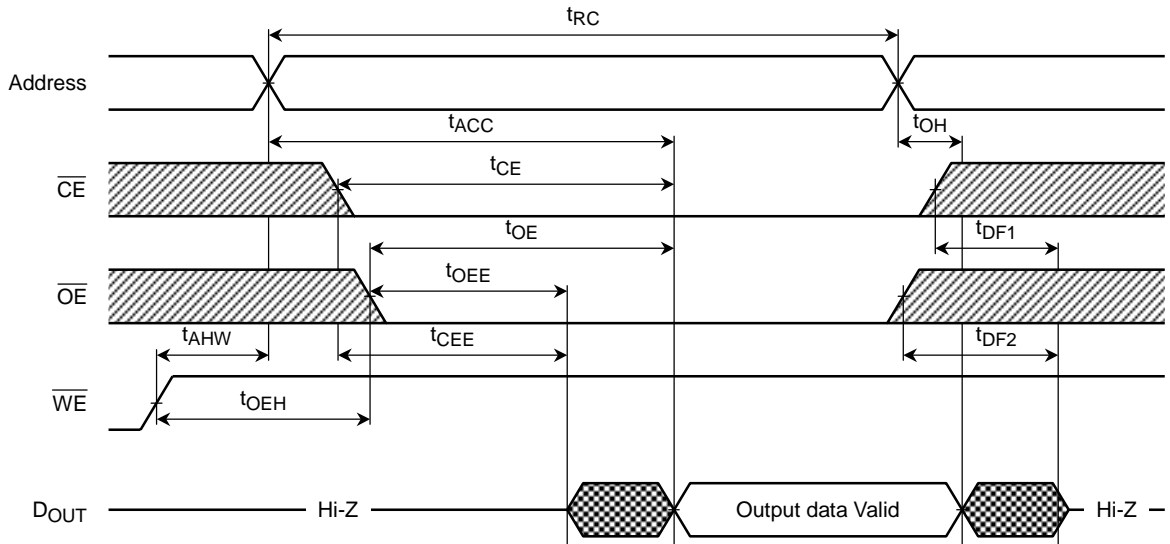 tRC
Address
tACC
tOH
CE
tCE
tOE
tDF1
OE
tOEE
tAHW
tCEE
tDF2
WE
tOEH
DOUT
Hi-Z
Output data Valid
Hi-Z